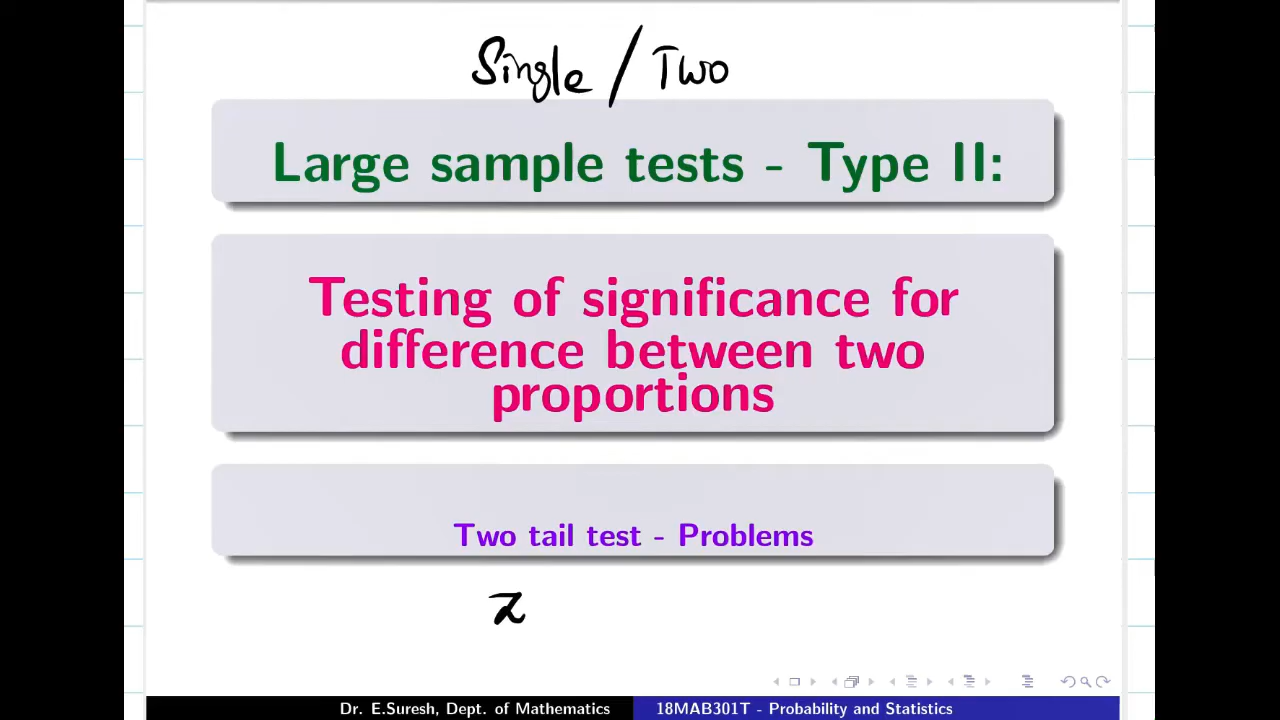 Single / Two
Large sample tests - Type II:
Testing of significance for
difference between two
proportions
Two tail test - Problems
z
Dr. E.Suresh, Dept. of Mathematics 18MAB301T - Probability and Statistics